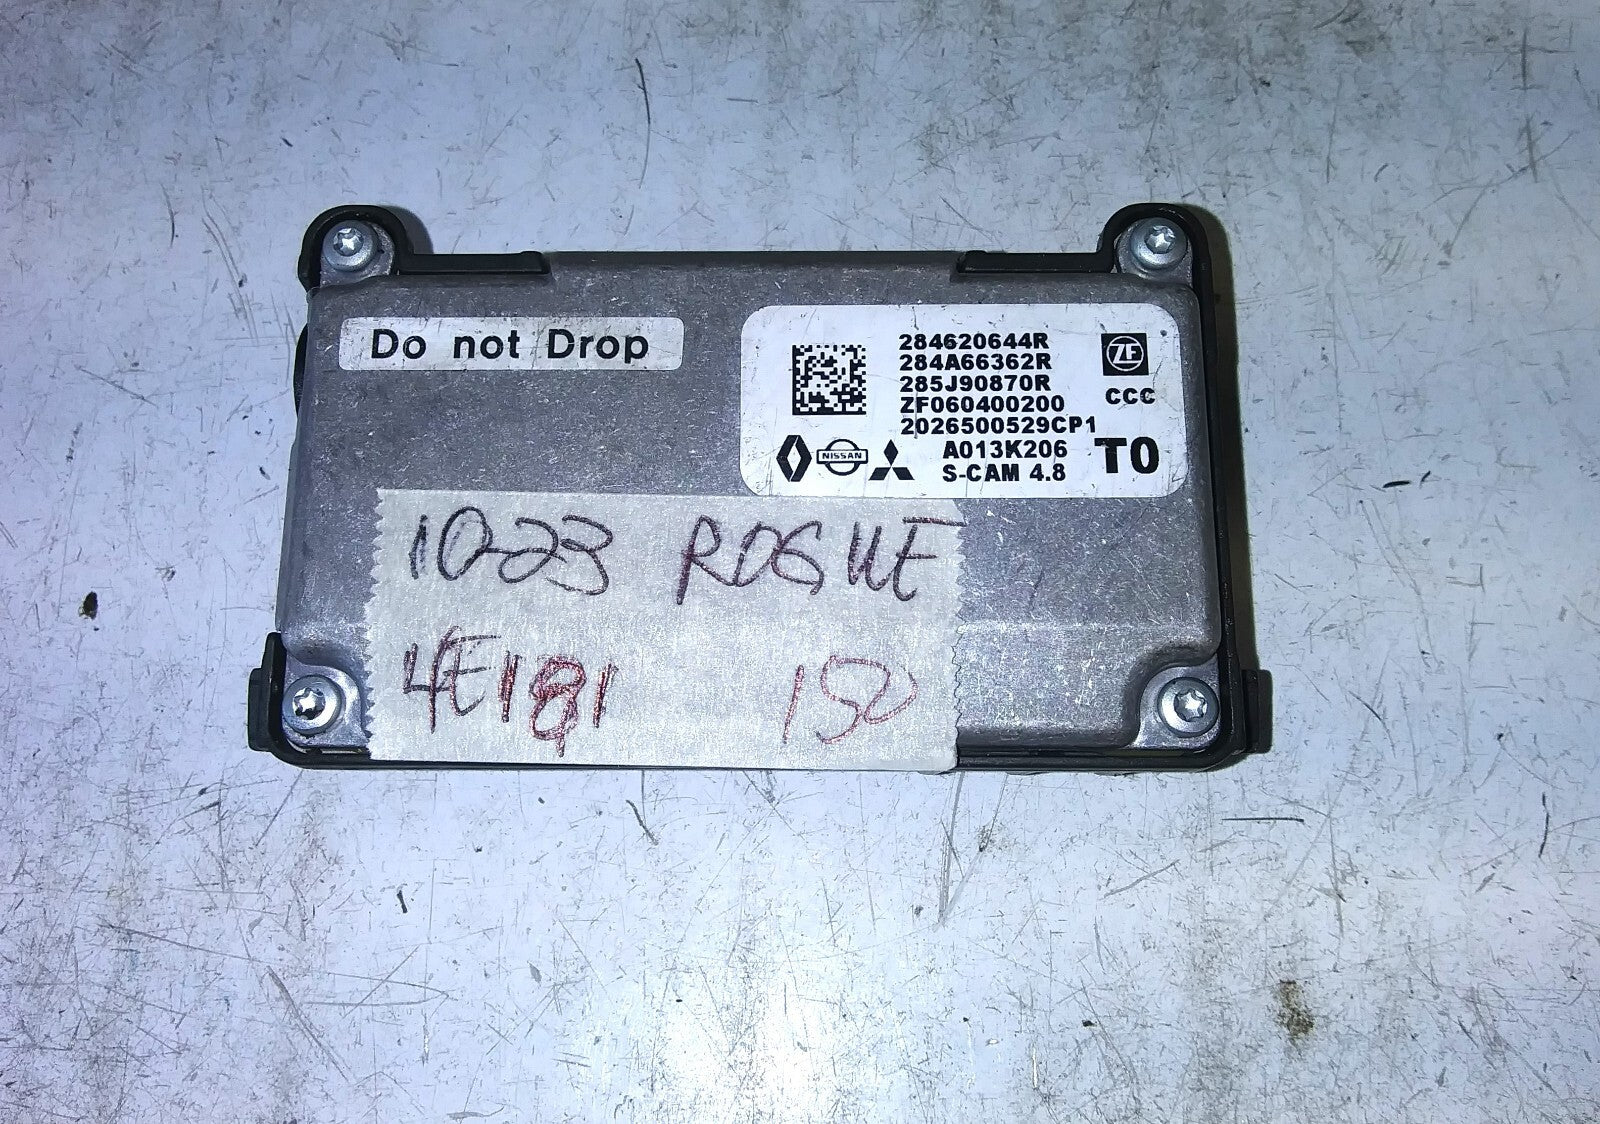 Do not Drop
284620644R
284A66362R
285J90870R
ZF060400200
2026500529CP1
A013K206
S-CAM 4.8
T0
ZF
CCC
NISSAN
10-23 ROGUE
4E181 150